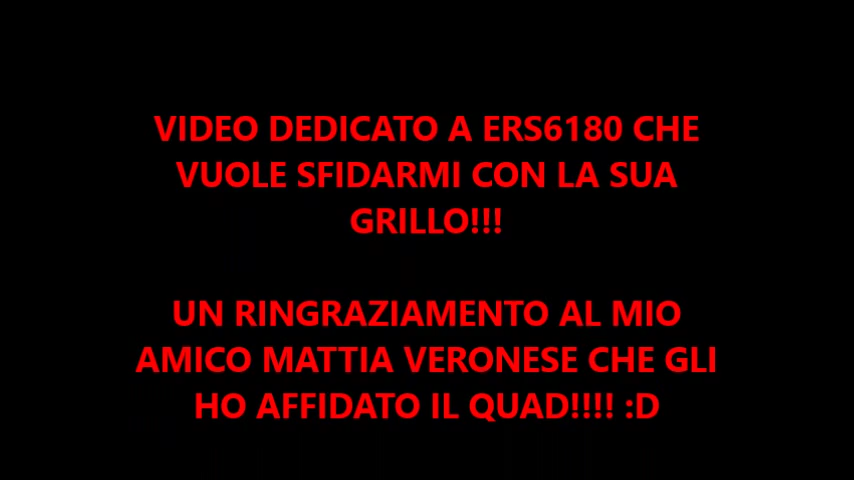 VIDEO DEDICATO A ERS6180 CHE
VUOLE SFIDARMI CON LA SUA
GRILLO!!!
UN RINGRAZIAMENTO AL MIO
AMICO MATTIA VERONESE CHE GLI
HO AFFIDATO IL QUAD!!!! :D